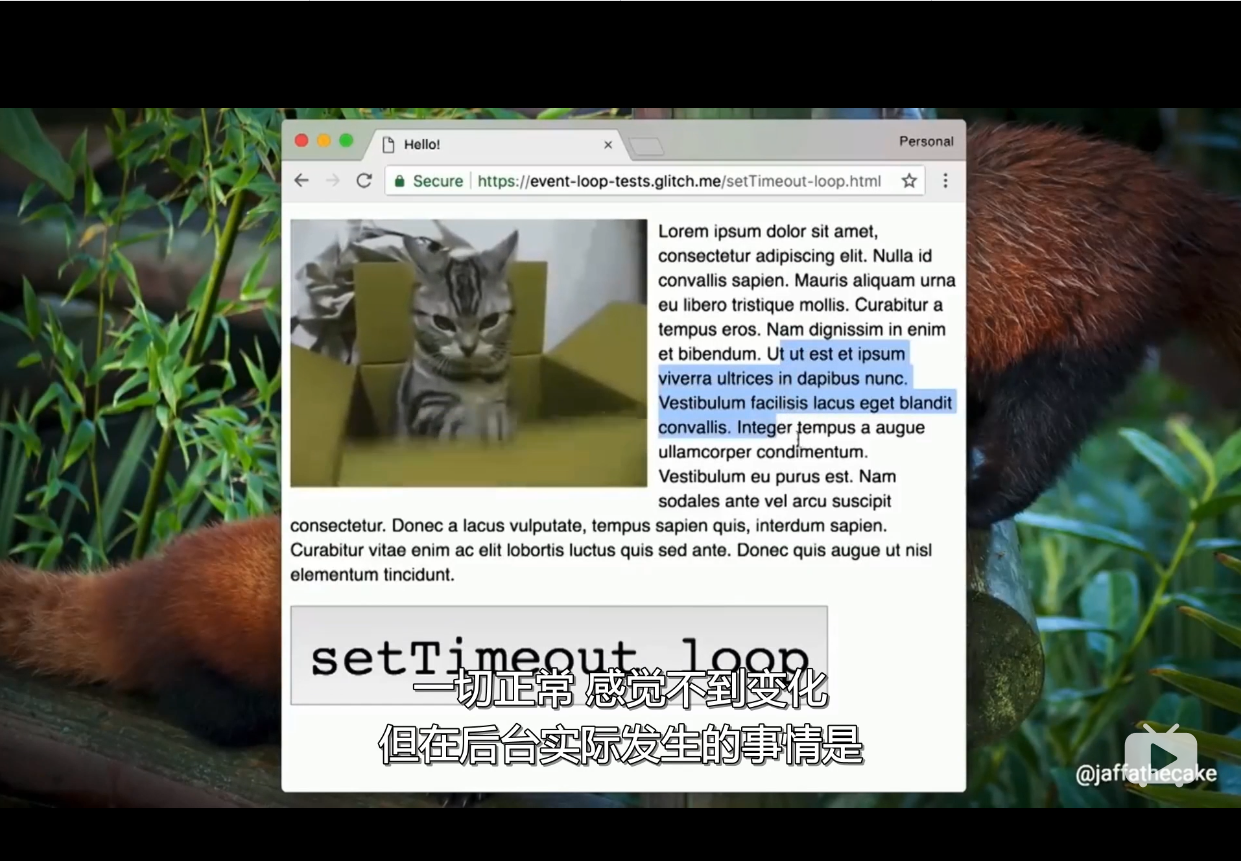 Hello!
Personal
Secure
https://event-loop-tests.glitch.me/setTimeout-loop.html
Lorem ipsum dolor sit amet,
consectetur adipiscing elit. Nulla id
convallis sapien. Mauris aliquam urna
eu libero tristique mollis. Curabitur a
tempus eros. Nam dignissim in enim
et bibendum. Ut ut est et ipsum
viverra ultrices in dapibus nunc.
Vestibulum facilisis lacus eget blandit
convallis. Integer tempus a augue
ullamcorper condimentum.
Vestibulum eu purus est. Nam
sodales ante vel arcu suscipit
consectetur. Donec a lacus vulputate, tempus sapien quis, interdum sapien.
Curabitur vitae enim ac elit lobortis luctus quis sed ante. Donec quis augue ut nisl
elementum tincidunt.
setTimeout loop
一切正常 感觉不到变化
但在后台实际发生的事情是
@jaffathecake